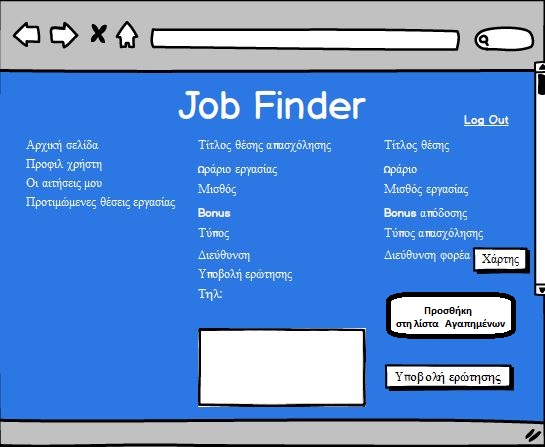 Job Finder
Log Out
Αρχική σελίδα
Προφιλ χρήστη
Οι αιτήσεις μου
Προτιμώμενες θέσεις εργασίας
Τίτλος θέσης απασχόλησης
Ωράριο εργασίας
Μισθός
Bonus
Τύπος
Διεύθυνση
Υποβολή ερώτησης
Τηλ:
Τίτλος θέσης
Ωράριο
Μισθός εργασίας
Bonus απόδοσης
Τύπος απασχόλησης
Διεύθυνση φορέα
Χάρτης
Προσθήκη
στη λίστα Αγαπημένων
Υποβολή ερώτησης